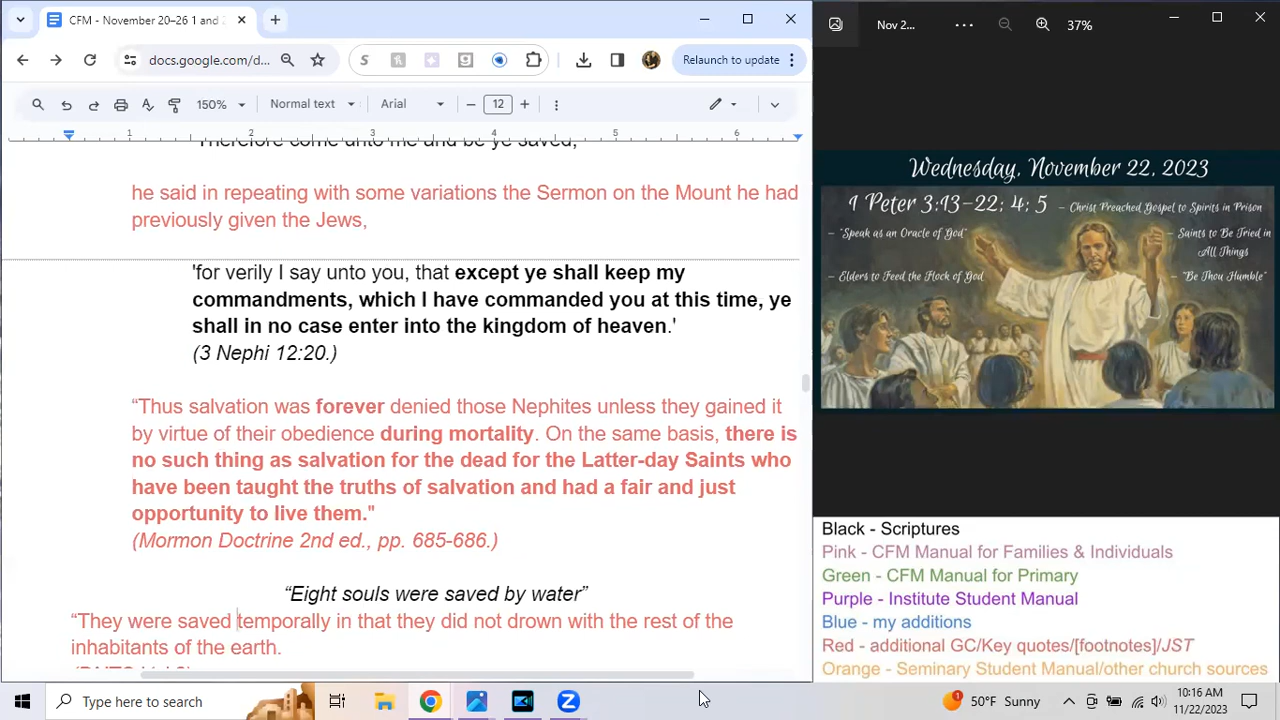 CFM - November 20–26 1 and 2
docs.google.com/d...
Relaunch to update
150%
Normal text
Arial
12
1 2 3 4 5 6
'Therefore come unto me and be ye saved,'
he said in repeating with some variations the Sermon on the Mount he had
previously given the Jews,
'for verily I say unto you, that except ye shall keep my
commandments, which I have commanded you at this time, ye
shall in no case enter into the kingdom of heaven.'
(3 Nephi 12:20.)
“Thus salvation was forever denied those Nephites unless they gained it
by virtue of their obedience during mortality. On the same basis, there is
no such thing as salvation for the dead for the Latter-day Saints who
have been taught the truths of salvation and had a fair and just
opportunity to live them."
(Mormon Doctrine 2nd ed., pp. 685-686.)
“Eight souls were saved by water”
“They were saved temporally in that they did not drown with the rest of the
inhabitants of the earth.
Nov 2...
37%
Wednesday, November 22, 2023
1 Peter 3:13–22; 4; 5
– Christ Preached Gospel to Spirits in Prison
– "Speak as an Oracle of God"
– Saints to Be Tried in
All Things
– Elders to Feed the Flock of God
– "Be Thou Humble"
Black - Scriptures
Pink - CFM Manual for Families & Individuals
Green - CFM Manual for Primary
Purple - Institute Student Manual
Blue - my additions
Red - additional GC/Key quotes/[footnotes]/JST
Orange - Seminary Student Manual/other church sources
Type here to search
1
50°F Sunny
10:16 AM
11/22/2023